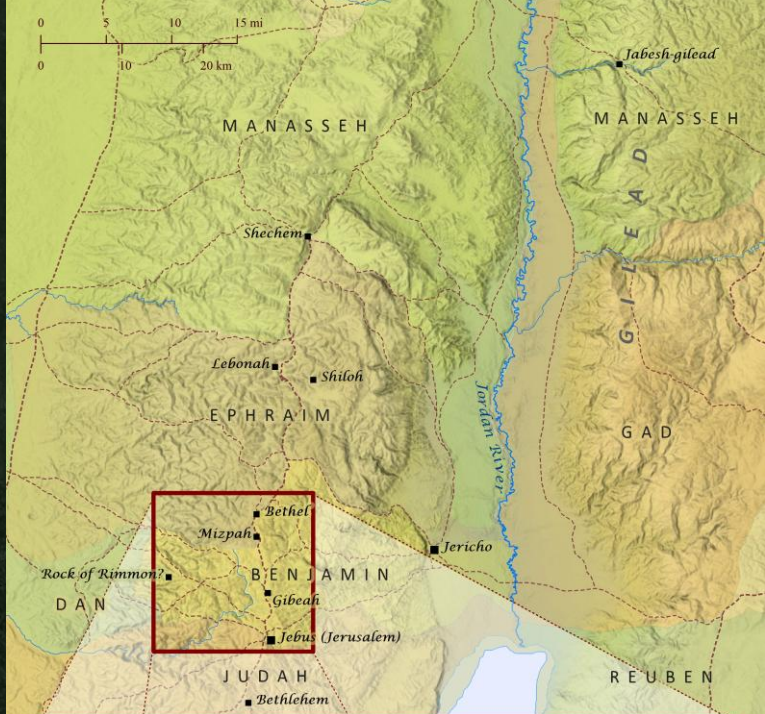 0 5 10 15 mi
0 10 20 km
Jabesh-gilead
MANASSEH
MANASSEH
GILEAD
Shechem
Lebonah
Shiloh
EPHRAIM
Jordan River
GAD
Bethel
Mizpah
Jericho
Rock of Rimmon?
BENJAMIN
DAN
Gibeah
Jebus (Jerusalem)
JUDAH
REUBEN
Bethlehem